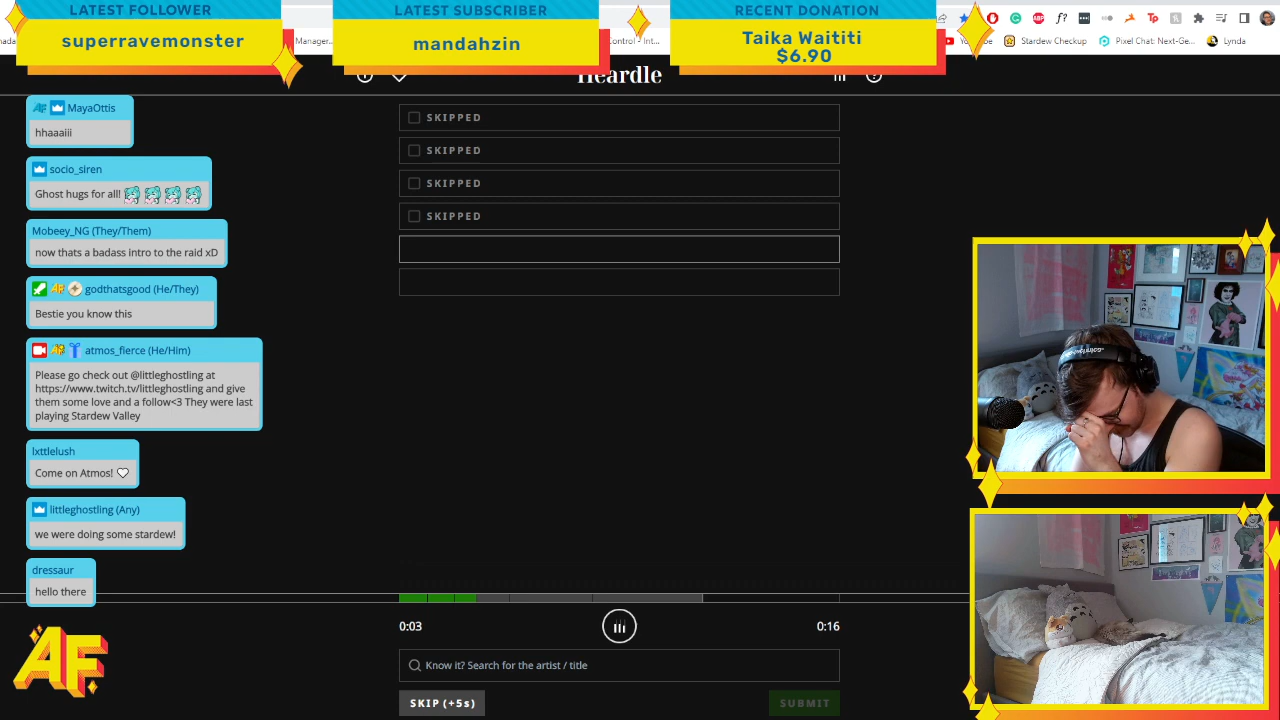 LATEST FOLLOWER
superravemonster
LATEST SUBSCRIBER
mandahzin
RECENT DONATION
Taika Waititi
$6.90
Manager...
ontrol - Int...
Stardew Checkup
Pixel Chat: Next-Ge...
Lynda
Heardle
MayaOttis
hhaaaiii
socio_siren
Ghost hugs for all!
Mobeey_NG (They/Them)
now thats a badass intro to the raid xD
godthatsgood (He/They)
Bestie you know this
atmos_fierce (He/Him)
Please go check out @littleghostling at
https://www.twitch.tv/littleghostling and give
them some love and a follow<3 They were last
playing Stardew Valley
lxttlelush
Come on Atmos! ♡
littleghostling (Any)
we were doing some stardew!
dressaur
hello there
AF
SKIPPED
SKIPPED
SKIPPED
SKIPPED
0:03
0:16
Know it? Search for the artist / title
SKIP (+5s)
SUBMIT